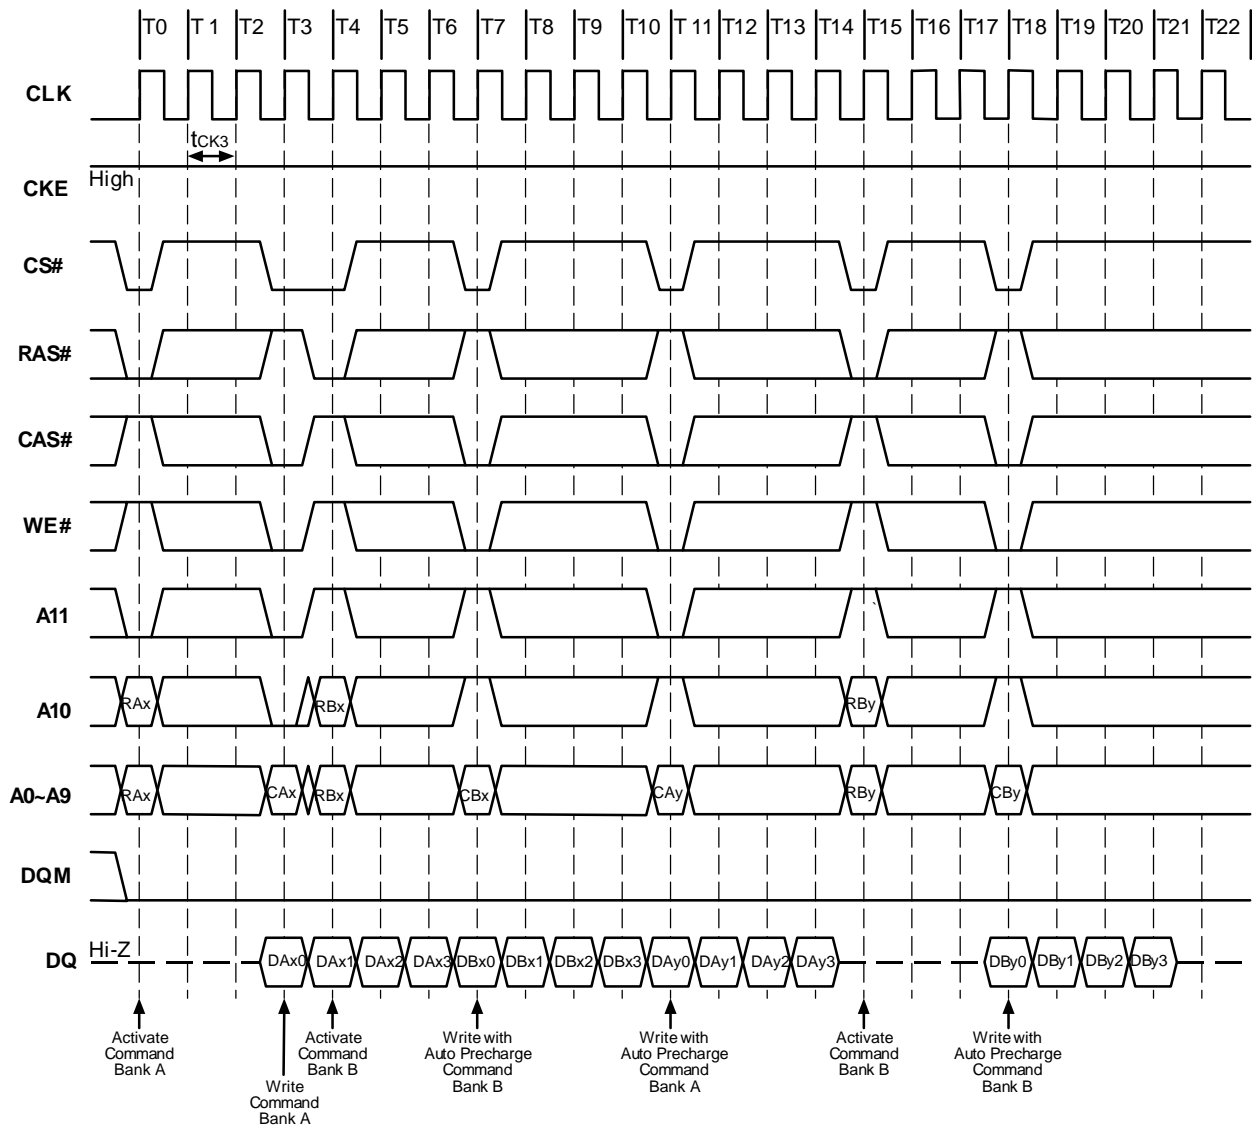 T0 T 1 T2 T3 T4 T5 T6 T7 T8 T9 T10 T 11 T12 T13 T14 T15 T16 T17 T18 T19 T20 T21 T22
CLK
tCK3
High
CKE
CS#
RAS#
CAS#
WE#
A11
A10 RAx RBx RBy
A0~A9 RAx CAx RBx CBx CAy RBy CBy
DQM
Hi-Z
DQ DAx0 DAx1 DAx2 DAx3 DBx0 DBx1 DBx2 DBx3 DAy0 DAy1 DAy2 DAy3 DBy0 DBy1 DBy2 DBy3
Activate
Command
Bank A
Write
Command
Bank A
Activate
Command
Bank B
Write with
Auto Precharge
Command
Bank B
Write with
Auto Precharge
Command
Bank A
Activate
Command
Bank B
Write with
Auto Precharge
Command
Bank B